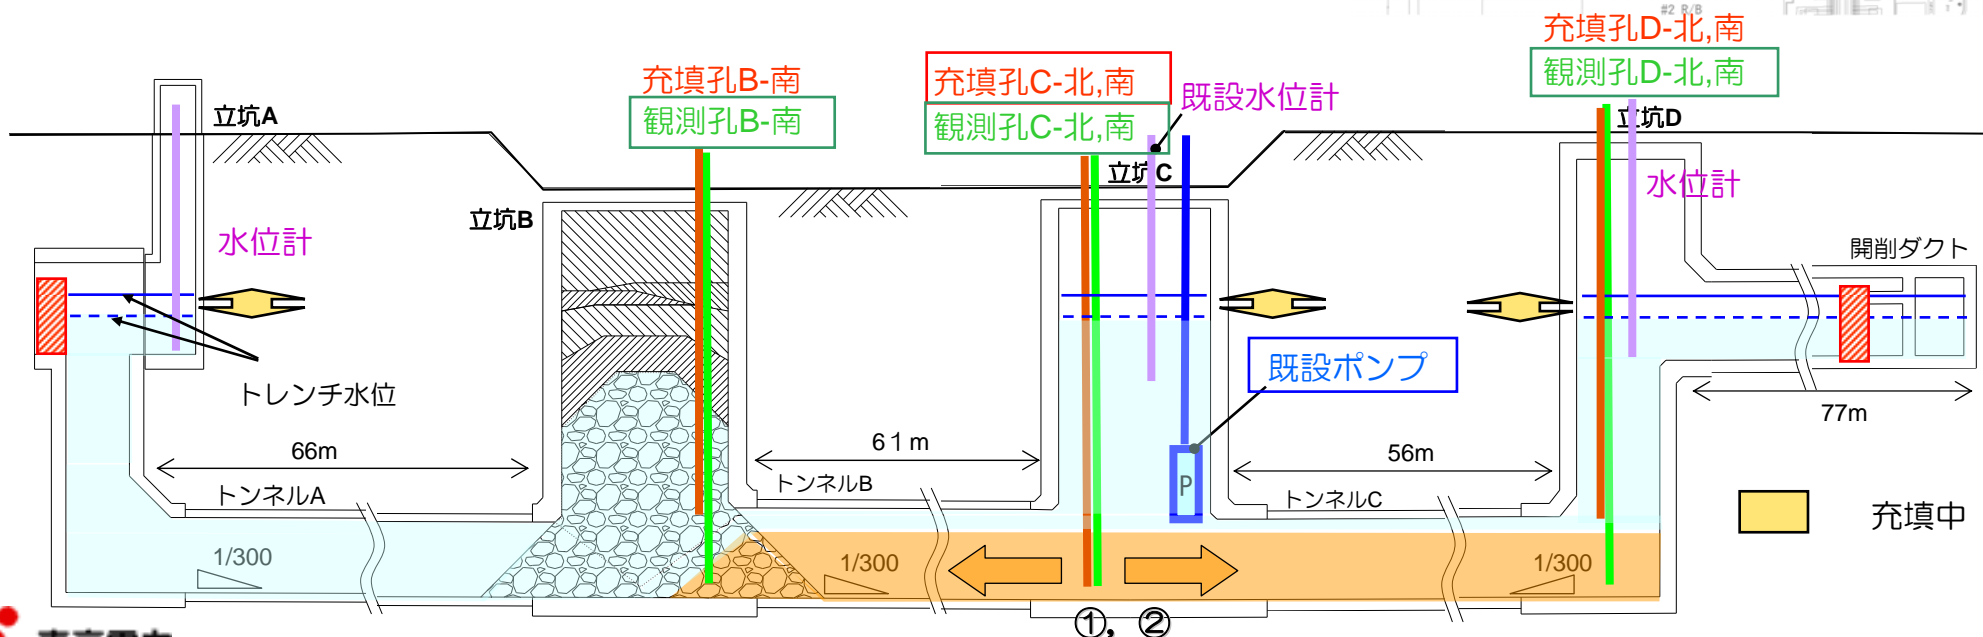 #2 R/B
充填孔D-北,南
観測孔D-北,南
充填孔B-南
観測孔B-南
充填孔C-北,南
観測孔C-北,南
既設水位計
立坑A
立坑D
立坑C
水位計
立坑B
水位計
開削ダクト
トレンチ水位
既設ポンプ
77m
66m
61m
56m
トンネルA
トンネルB
トンネルC
P
充填中
1/300
1/300
1/300
①, ②